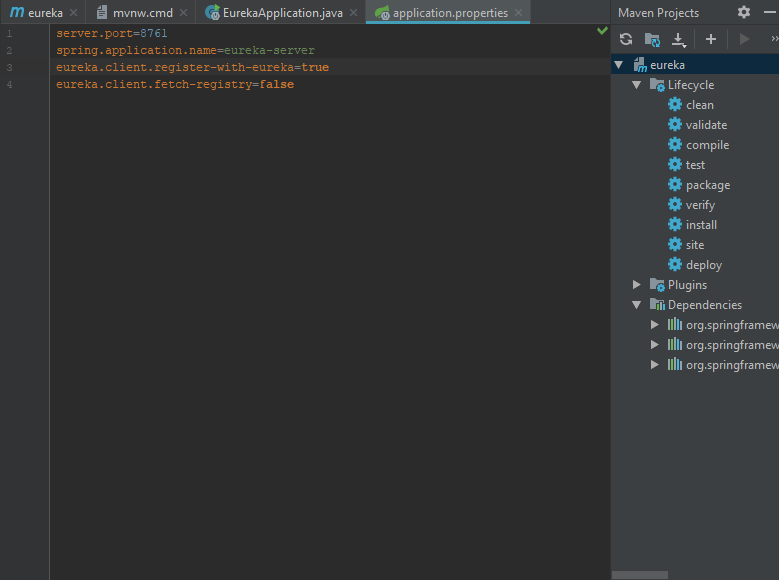 eureka
mvnw.cmd
EurekaApplication.java
application.properties
1 server.port=8761
2 spring.application.name=eureka-server
3 eureka.client.register-with-eureka=true
4 eureka.client.fetch-registry=false
Maven Projects
eureka
Lifecycle
clean
validate
compile
test
package
verify
install
site
deploy
Plugins
Dependencies
org.springframew
org.springframew
org.springframew